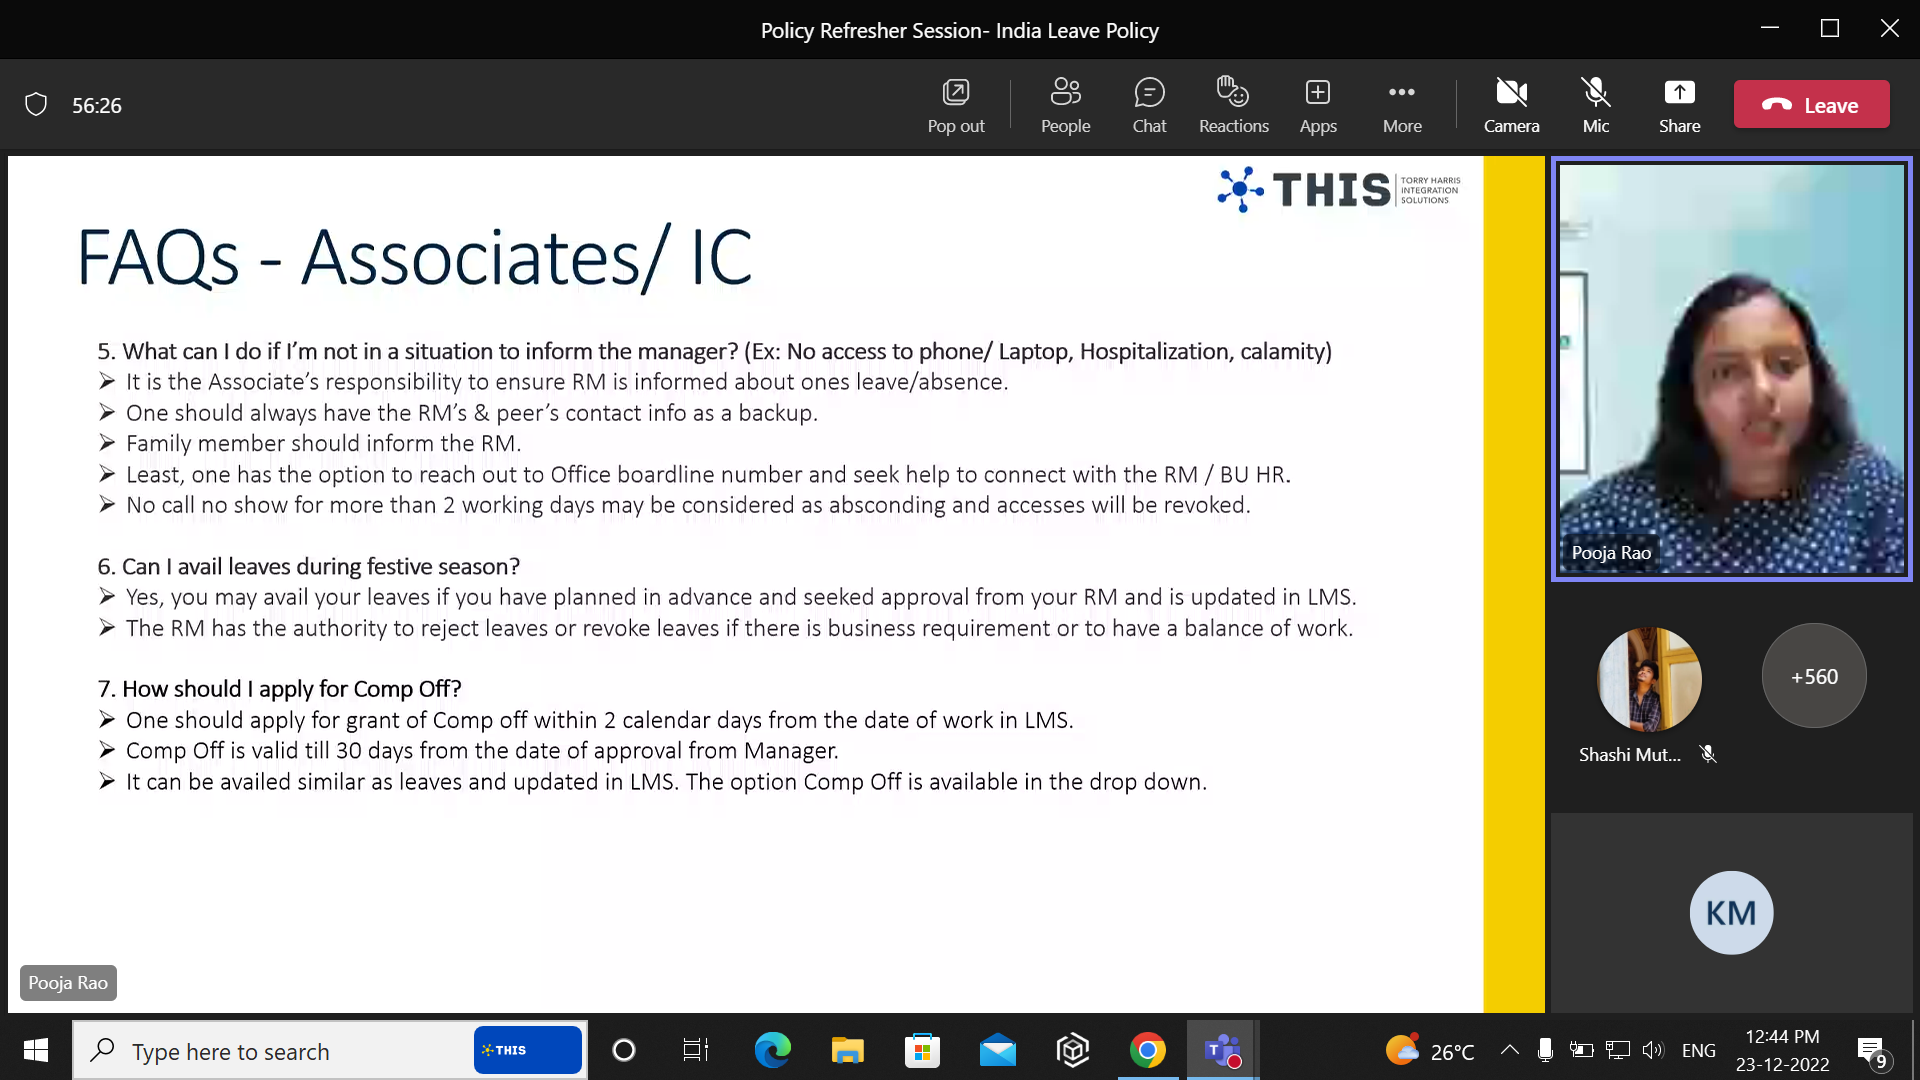 Policy Refresher Session- India Leave Policy
56:26
Pop out
People
Chat
Reactions
Apps
More
Camera
Mic
Share
Leave
THIS
TORRY HARRIS
INTEGRATION
SOLUTIONS
FAQs - Associates/ IC
5. What can I do if I’m not in a situation to inform the manager? (Ex: No access to phone/ Laptop, Hospitalization, calamity)
➢ It is the Associate’s responsibility to ensure RM is informed about ones leave/absence.
➢ One should always have the RM’s & peer’s contact info as a backup.
➢ Family member should inform the RM.
➢ Least, one has the option to reach out to Office boardline number and seek help to connect with the RM / BU HR.
➢ No call no show for more than 2 working days may be considered as absconding and accesses will be revoked.
6. Can I avail leaves during festive season?
➢ Yes, you may avail your leaves if you have planned in advance and seeked approval from your RM and is updated in LMS.
➢ The RM has the authority to reject leaves or revoke leaves if there is business requirement or to have a balance of work.
7. How should I apply for Comp Off?
➢ One should apply for grant of Comp off within 2 calendar days from the date of work in LMS.
➢ Comp Off is valid till 30 days from the date of approval from Manager.
➢ It can be availed similar as leaves and updated in LMS. The option Comp Off is available in the drop down.
Pooja Rao
Pooja Rao
+560
Shashi Mut...
KM
Type here to search
THIS
26°C
ENG
12:44 PM
23-12-2022
9